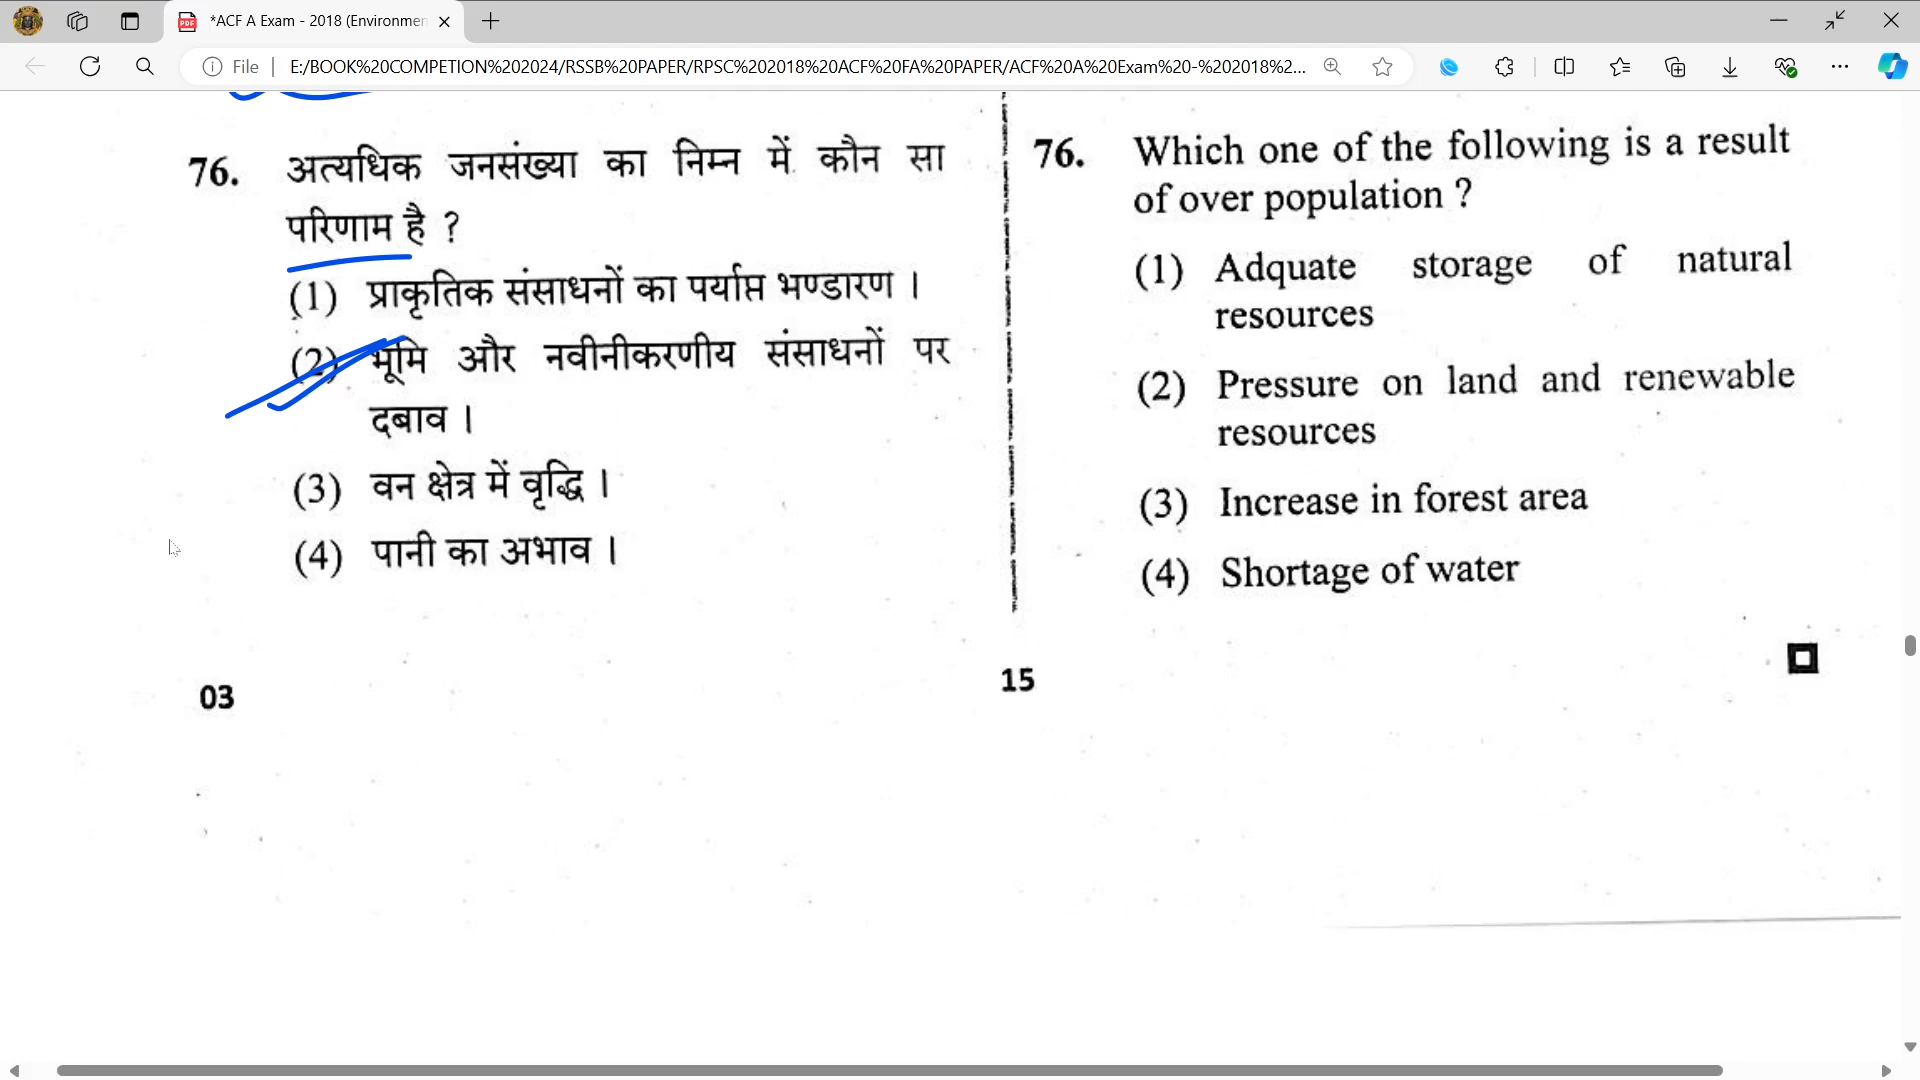 *ACF A Exam - 2018 (Environmen
File
E:/BOOK%20COMPETION%202024/RSSB%20PAPER/RPSC%202018%20ACF%20FA%20PAPER/ACF%20A%20Exam%20-%202018%2...
76. अत्यधिक जनसंख्या का निम्न में कौन सा
परिणाम है ?
(1) प्राकृतिक संसाधनों का पर्याप्त भण्डारण ।
(2) भूमि और नवीनीकरणीय संसाधनों पर
दबाव ।
(3) वन क्षेत्र में वृद्धि ।
(4) पानी का अभाव ।
03
76. Which one of the following is a result
of over population ?
(1) Adquate storage of natural
resources
(2) Pressure on land and renewable
resources
(3) Increase in forest area
(4) Shortage of water
15